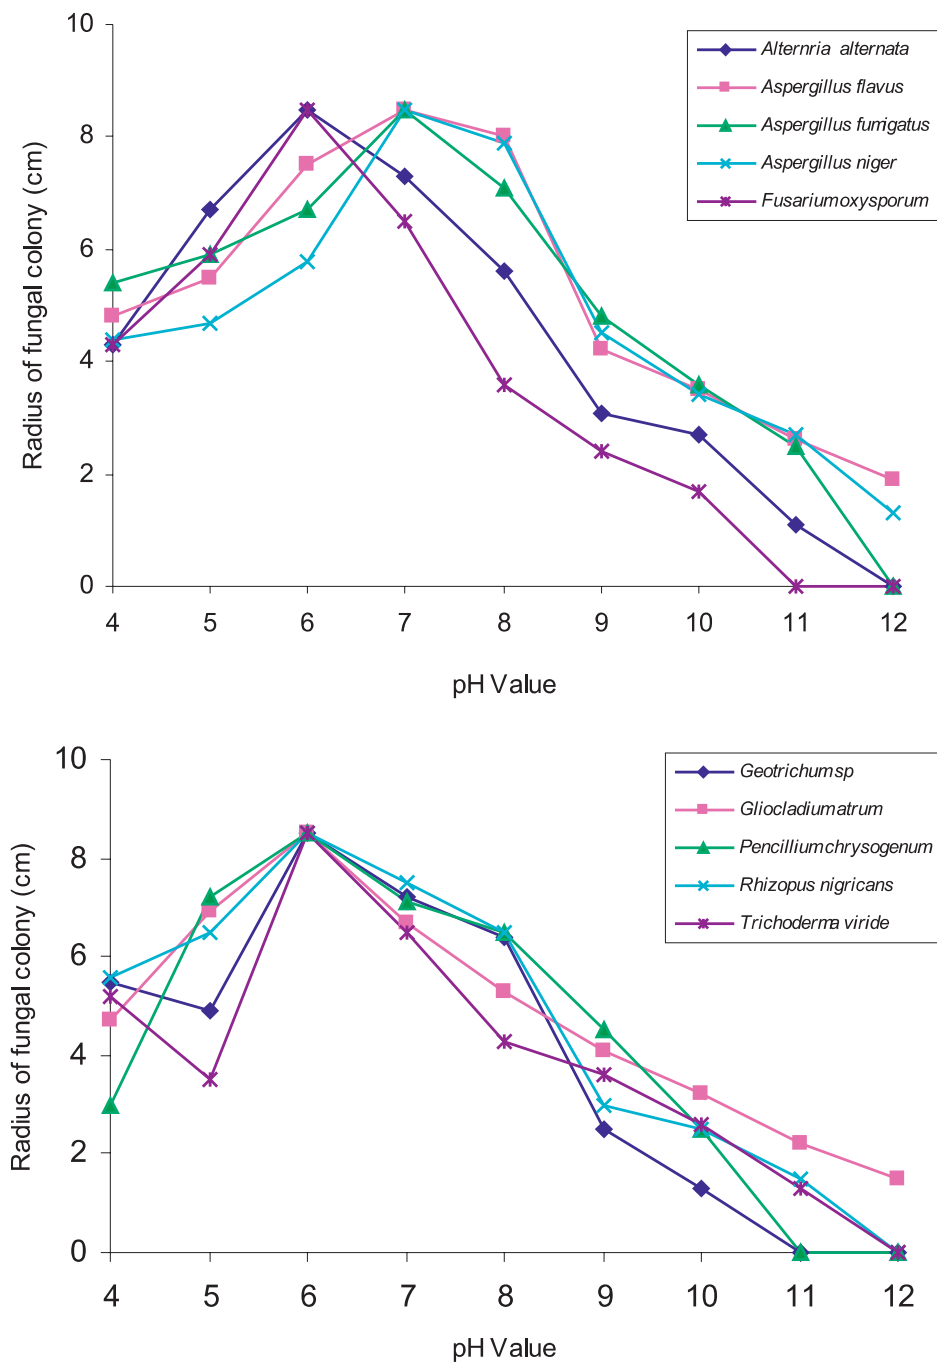 10
8
6
4
2
0
Radius of fungal colony (cm)
Alternria alternata
Aspergillus flavus
Aspergillus fumigatus
Aspergillus niger
Fusariumoxysporum
4 5 6 7 8 9 10 11 12
pH Value
10
8
6
4
2
0
Radius of fungal colony (cm)
Geotrichumsp
Gliocladiumatrum
Pencilliumchrysogenum
Rhizopus nigricans
Trichoderma viride
4 5 6 7 8 9 10 11 12
pH Value